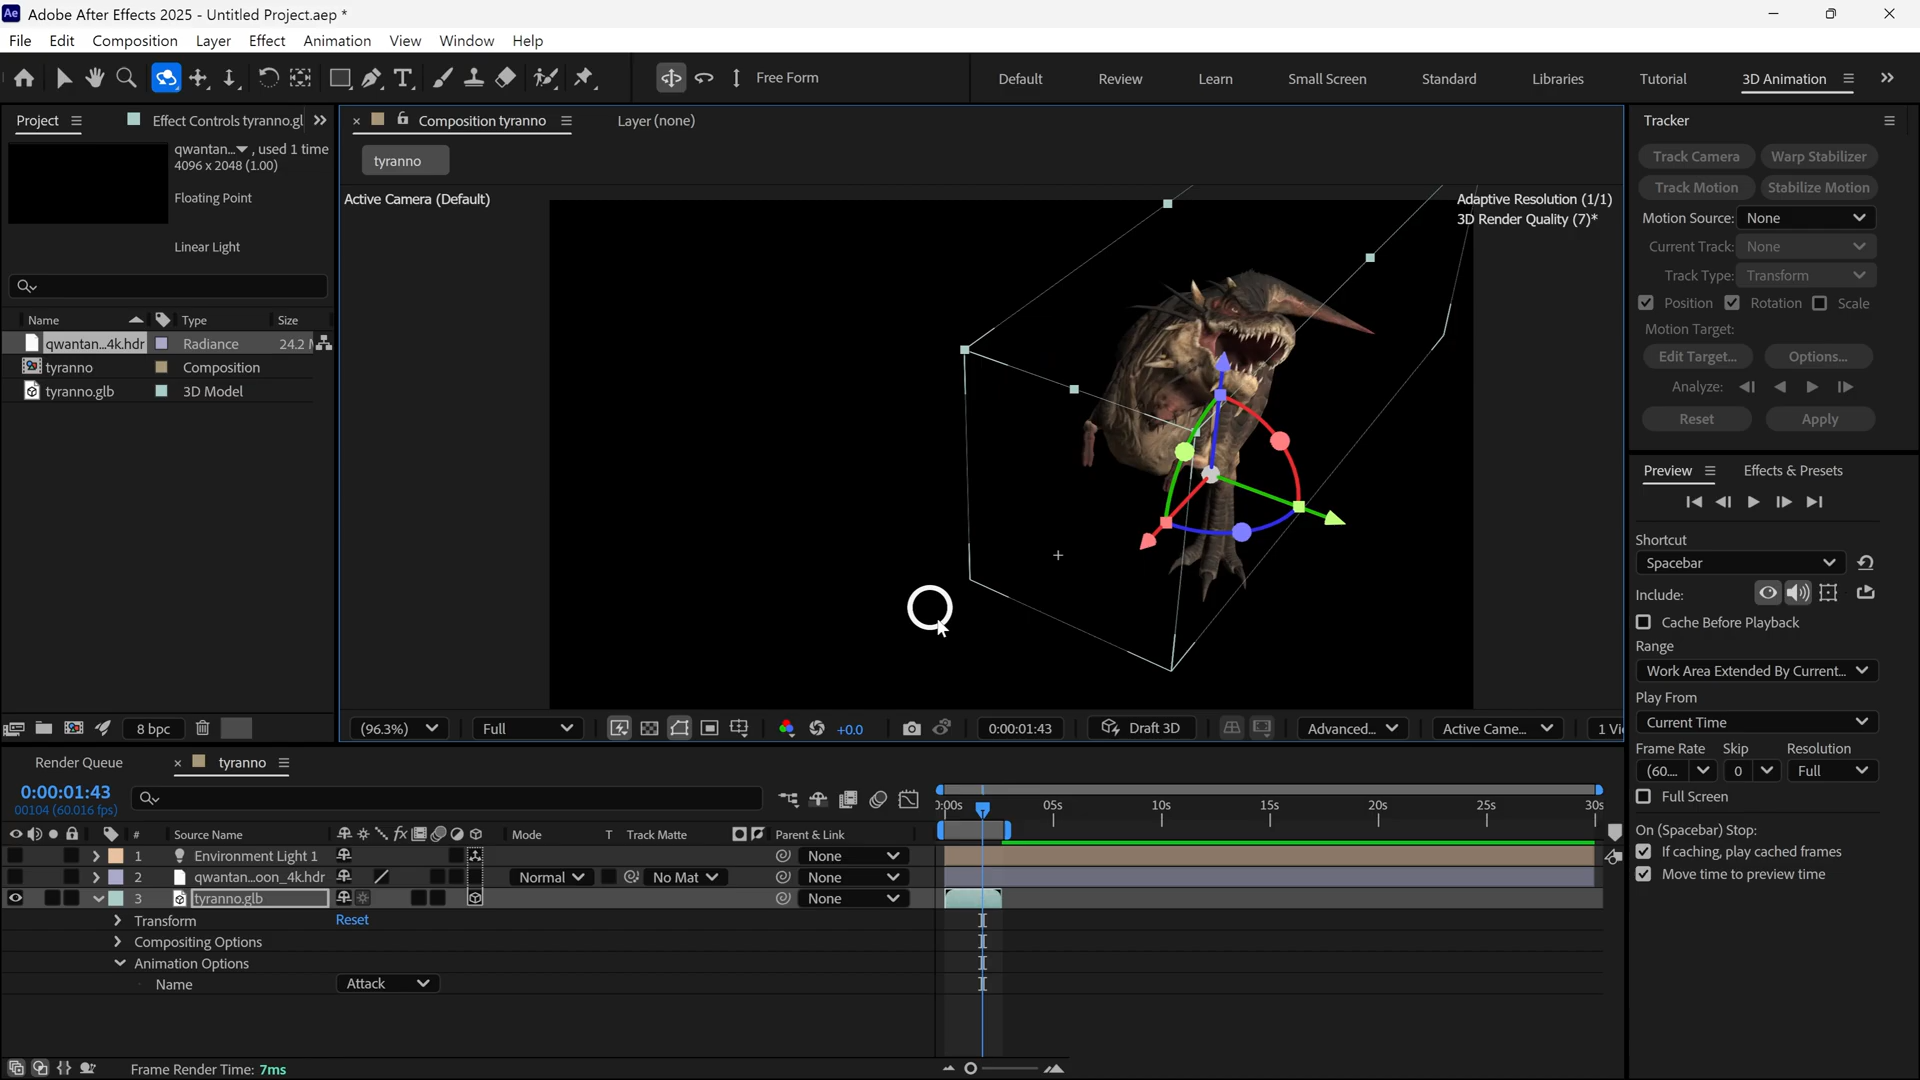 Ae Adobe After Effects 2025 - Untitled Project.aep *
File Edit Composition Layer Effect Animation View Window Help
Free Form
Default Review Learn Small Screen Standard Libraries Tutorial 3D Animation
Project
Effect Controls tyranno.gl
qwantan... , used 1 time
4096 x 2048 (1.00)
Floating Point
Linear Light
Name Type Size
qwantan...4k.hdr Radiance 24.2
tyranno Composition
tyranno.glb 3D Model
8 bpc
Composition tyranno
Layer (none)
tyranno
Active Camera (Default)
Adaptive Resolution (1/1)
3D Render Quality (7)*
(96.3%) Full +0.0 0:00:01:43 Draft 3D Advanced... Active Came... 1 Vi
Tracker
Track Camera Warp Stabilizer
Track Motion Stabilize Motion
Motion Source: None
Current Track: None
Track Type: Transform
Position Rotation Scale
Motion Target:
Edit Target... Options...
Analyze:
Reset Apply
Preview Effects & Presets
Shortcut
Spacebar
Include:
Cache Before Playback
Range
Work Area Extended By Current...
Play From
Current Time
Frame Rate Skip Resolution
(60... 0 Full
Full Screen
On (Spacebar) Stop:
If caching, play cached frames
Move time to preview time
Render Queue tyranno
0:00:01:43
00104 (60.016 fps)
:00s 05s 10s 15s 20s 25s 30s
# Source Name fx Mode T Track Matte Parent & Link
1 Environment Light 1 None
2 qwantan...oon_4k.hdr Normal No Mat None
3 tyranno.glb None
Transform Reset
Compositing Options
Animation Options
Name Attack
Frame Render Time: 7ms